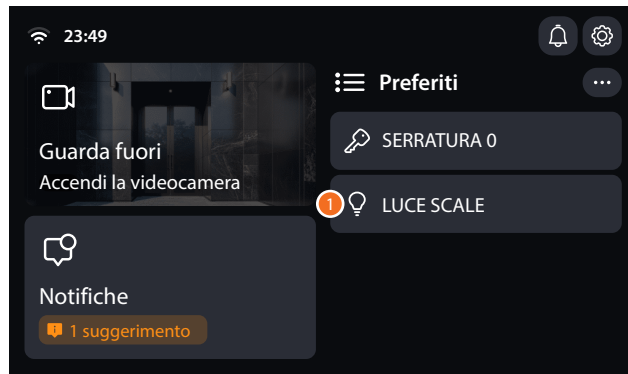 23:49
Guarda fuori
Accendi la videocamera
Notifiche
1 suggerimento
Preferiti
SERRATURA 0
1
LUCE SCALE